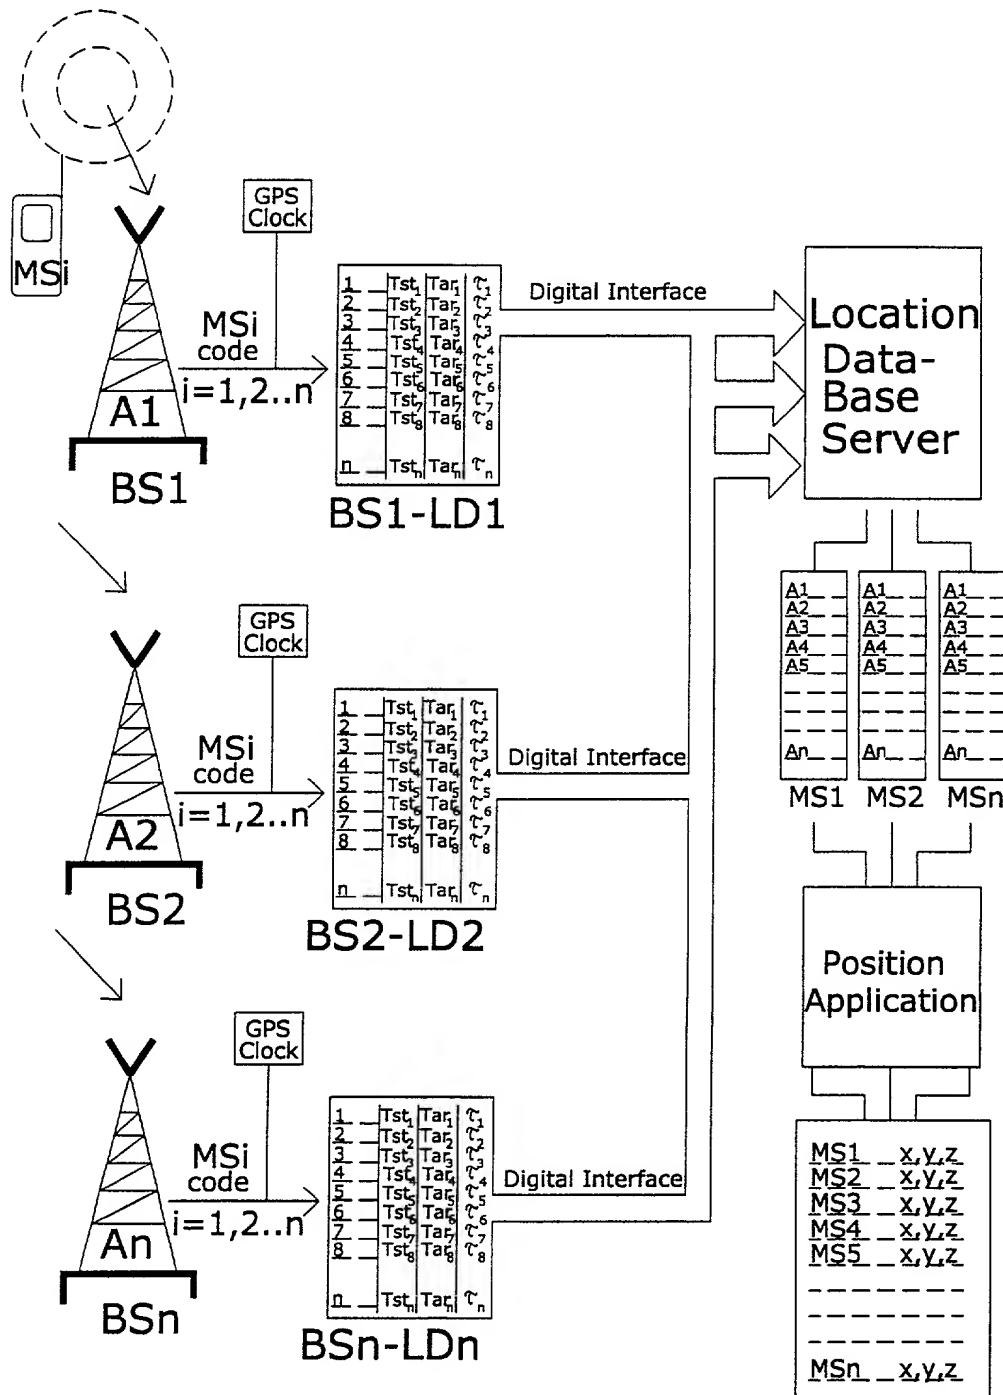 MSi
A1
BS1
GPS
Clock
MSi
code
i=1,2..n
1 _ _ Tst1 Tar1 τ1
2 _ _ Tst2 Tar2 τ2
3 _ _ Tst3 Tar3 τ3
4 _ _ Tst4 Tar4 τ4
5 _ _ Tst5 Tar5 τ5
6 _ _ Tst6 Tar6 τ6
7 _ _ Tst7 Tar7 τ7
8 _ _ Tst8 Tar8 τ8
n _ _ Tstn Tarn τn
BS1-LD1
Digital Interface
Location
Data-
Base
Server
A2
BS2
GPS
Clock
MSi
code
i=1,2..n
1 _ _ Tst1 Tar1 τ1
2 _ _ Tst2 Tar2 τ2
3 _ _ Tst3 Tar3 τ3
4 _ _ Tst4 Tar4 τ4
5 _ _ Tst5 Tar5 τ5
6 _ _ Tst6 Tar6 τ6
7 _ _ Tst7 Tar7 τ7
8 _ _ Tst8 Tar8 τ8
n _ _ Tstn Tarn τn
BS2-LD2
Digital Interface
A1 A1 A1
A2 A2 A2
A3 A3 A3
A4 A4 A4
A5 A5 A5
An An An
MS1 MS2 MSn
Position
Application
An
BSn
GPS
Clock
MSi
code
i=1,2..n
1 _ _ Tst1 Tar1 τ1
2 _ _ Tst2 Tar2 τ2
3 _ _ Tst3 Tar3 τ3
4 _ _ Tst4 Tar4 τ4
5 _ _ Tst5 Tar5 τ5
6 _ _ Tst6 Tar6 τ6
7 _ _ Tst7 Tar7 τ7
8 _ _ Tst8 Tar8 τ8
n _ _ Tstn Tarn τn
BSn-LDn
Digital Interface
MS1 _ x,y,z
MS2 _ x,y,z
MS3 _ x,y,z
MS4 _ x,y,z
MS5 _ x,y,z
MSn _ x,y,z